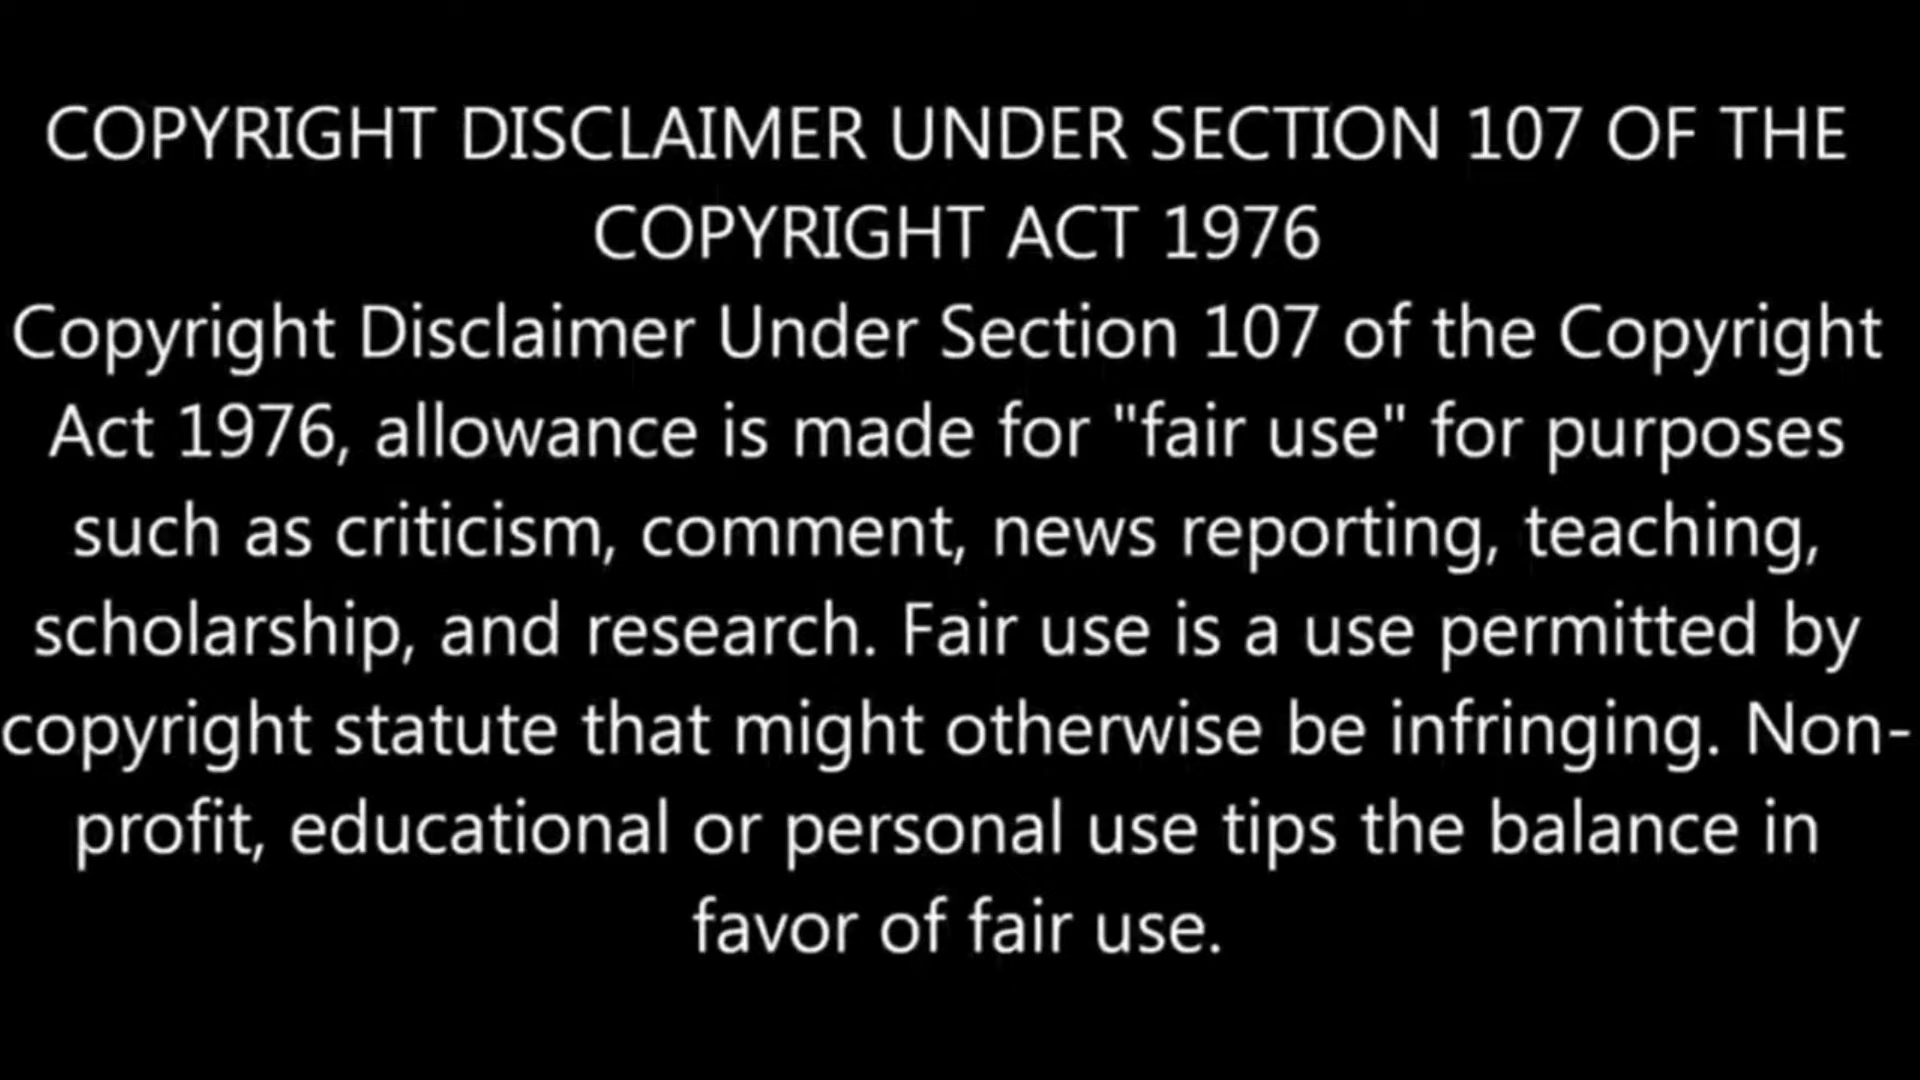 COPYRIGHT DISCLAIMER UNDER SECTION 107 OF THE
COPYRIGHT ACT 1976
Copyright Disclaimer Under Section 107 of the Copyright
Act 1976, allowance is made for "fair use" for purposes
such as criticism, comment, news reporting, teaching,
scholarship, and research. Fair use is a use permitted by
copyright statute that might otherwise be infringing. Non-
profit, educational or personal use tips the balance in
favor of fair use.